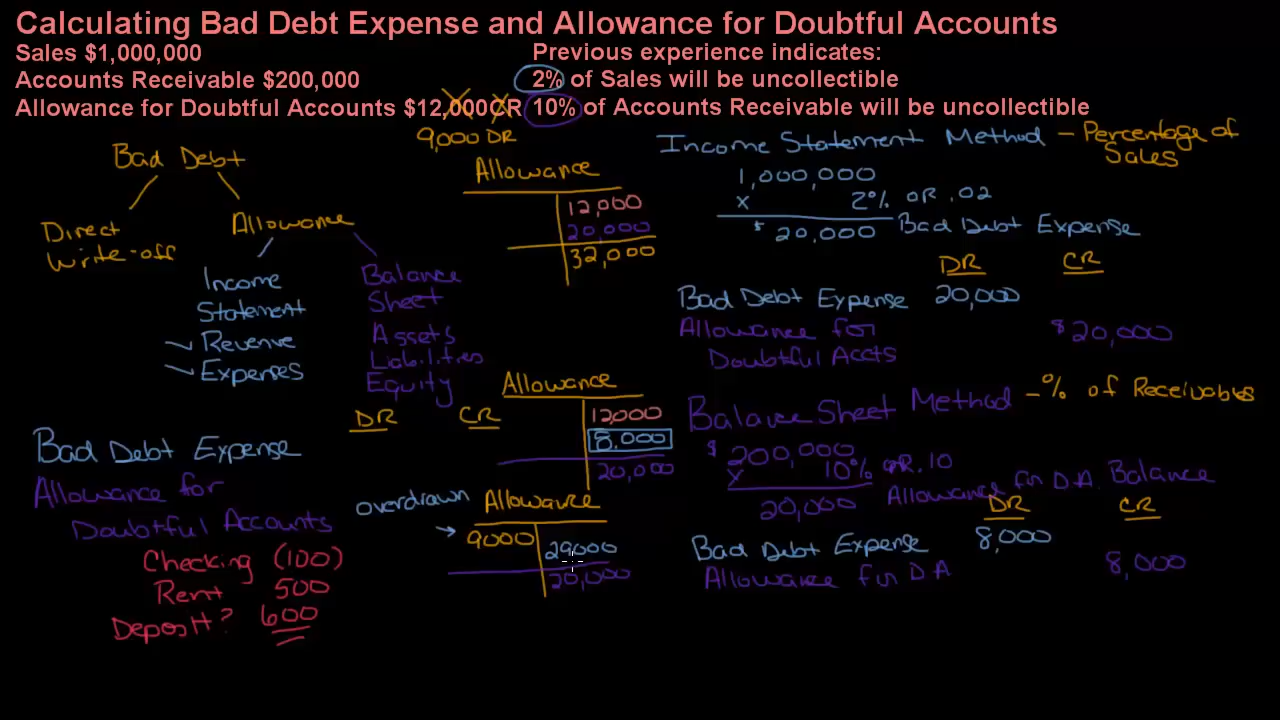 Calculating Bad Debt Expense and Allowance for Doubtful Accounts
Sales $1,000,000
Accounts Receivable $200,000
Allowance for Doubtful Accounts $12,000CR
9,000 DR
Previous experience indicates:
2% of Sales will be uncollectible
10% of Accounts Receivable will be uncollectible
Bad Debt
Direct
Write-off
Allowance
Income
Statement
- Revenue
- Expenses
Balance
Sheet
Assets
Liabilities
Equity
Allowance
12,000
20,000
32,000
Income Statement Method - Percentage of
Sales
1,000,000
x 2% OR .02
$ 20,000 Bad Debt Expense
DR CR
Bad Debt Expense 20,000
Allowance for $20,000
Doubtful Accts
Balance Sheet Method - % of Receivables
$ 200,000
x 10% OR .10
20,000 Allowance for D.A. Balance
DR CR
Bad Debt Expense 8,000
Allowance for D.A 8,000
Allowance
12,000
8,000
20,000
DR CR
Bad Debt Expense
Allowance for
Doubtful Accounts
overdrawn
Allowance
→ 9000 29000
20,000
Checking (100)
Rent 500
Deposit? 600